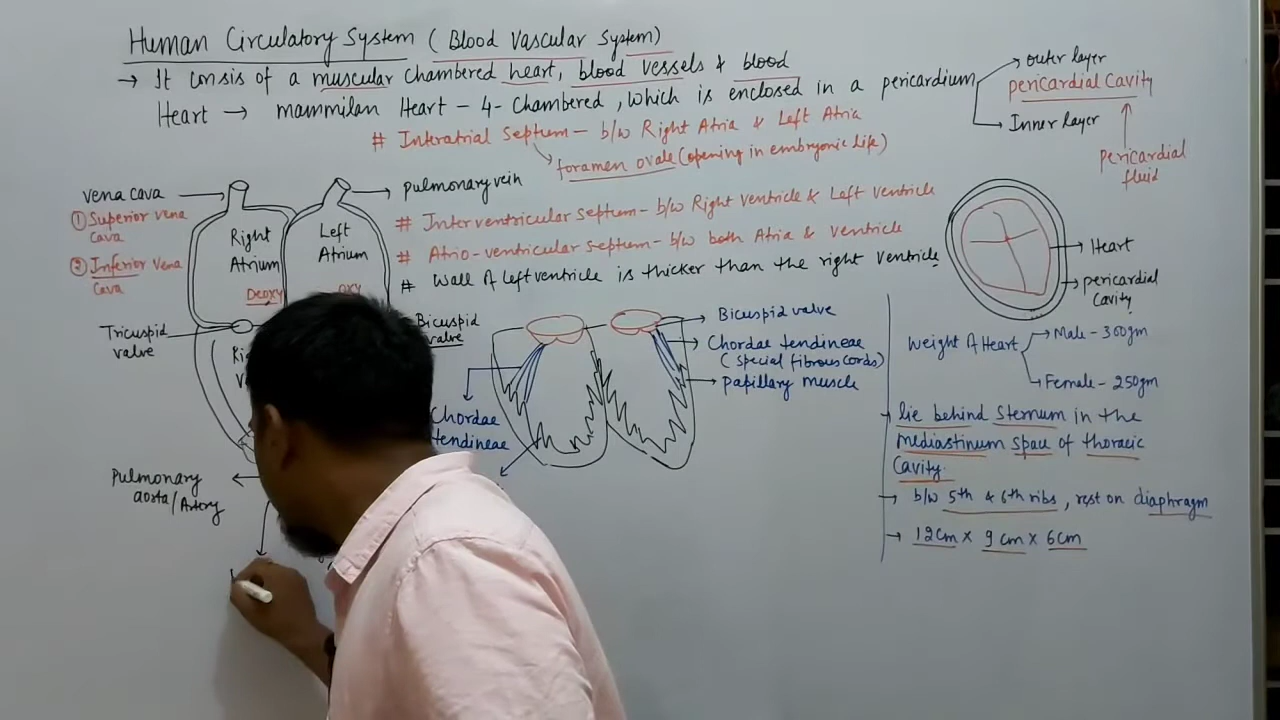 Human Circulatory System ( Blood Vascular System)
→ It consis of a muscular chambered heart, blood vessels & blood
Heart → mammilan Heart - 4 - Chambered , which is enclosed in a pericardium
→ outer layer
pericardial Cavity
→ Inner layer
pericardial
fluid
# Interatrial Septum - b/w Right Atria & Left Atria
foramen ovale (opening in embryonic life)
# Interventricular Septum - b/w Right ventricle & Left ventricle
# Atrio-ventricular septum - b/w both Atria & ventricle
# Wall of left ventricle is thicker than the right ventricle
vena cava
① Superior vena
cava
② Inferior vena
cava
pulmonary vein
Right
Atrium
Deoxy
Left
Atrium
oxy
Tricuspid
valve
Bicuspid
valve
Pulmonary
aorta/Artery
Chordae
tendineae
Bicuspid valve
Chordae tendineae
( special fibrous cords)
papillary muscle
Heart
pericardial
cavity
Weight of Heart
→ Male - 300gm
→ Female - 250gm
→ lie behind sternum in the
mediastinum space of thoracic
cavity.
→ b/w 5th & 6th ribs , rest on diaphragm
→ 12cm x 9cm x 6cm